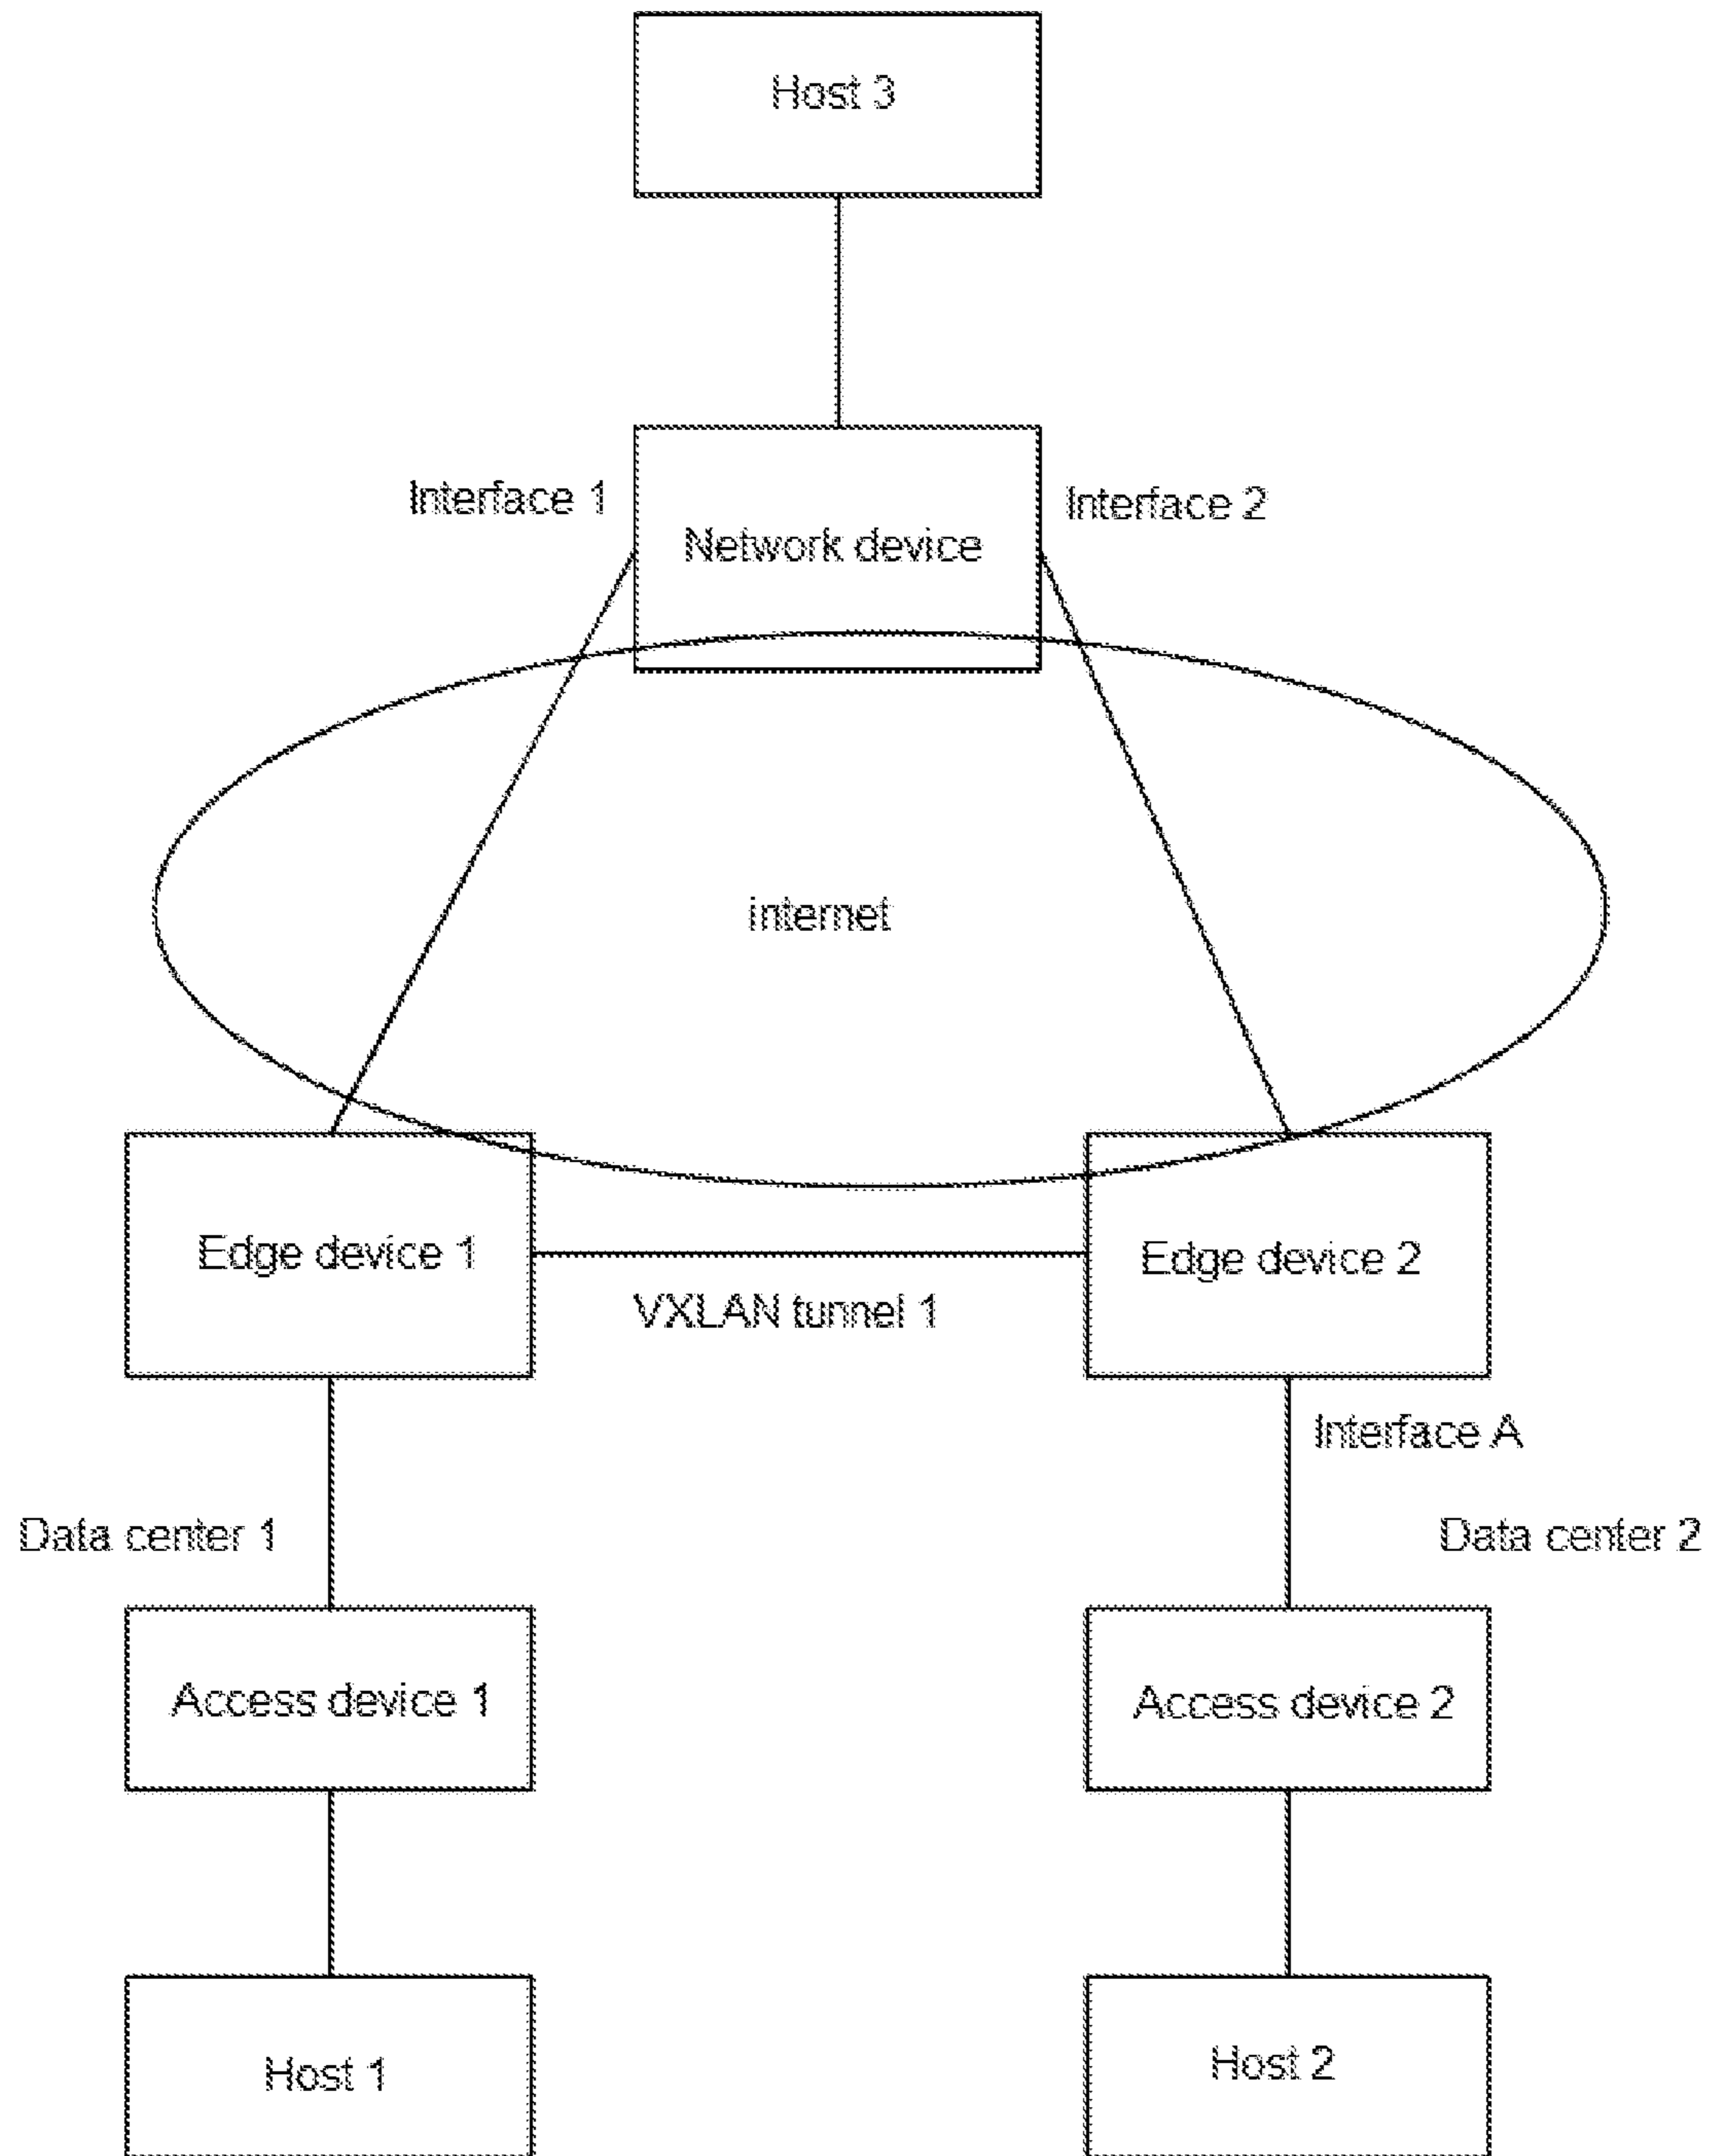 Host 3
Interface 1
Interface 2
Network device
internet
Edge device 1
Edge device 2
VXLAN tunnel 1
Interface A
Data center 1
Data center 2
Access device 1
Access device 2
Host 1
Host 2